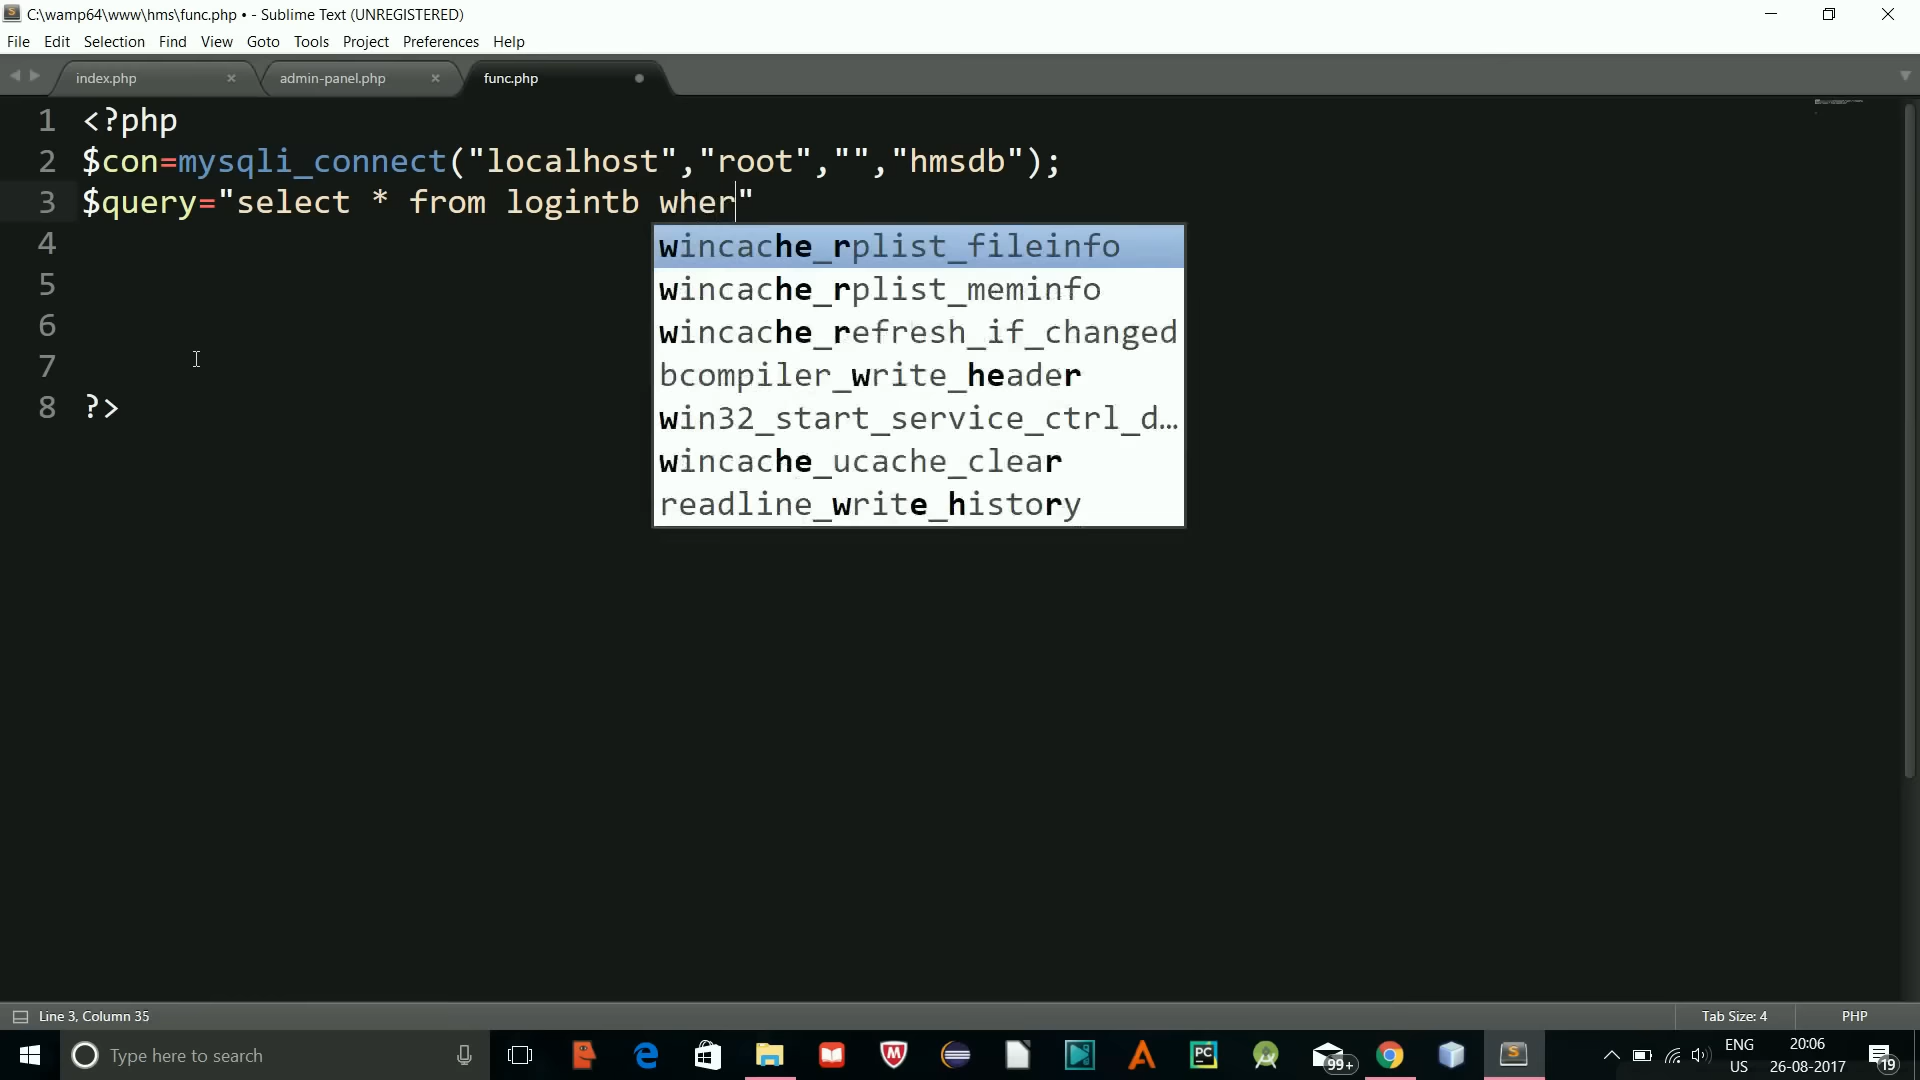 C:\wamp64\www\hms\func.php • - Sublime Text (UNREGISTERED)
File Edit Selection Find View Goto Tools Project Preferences Help
index.php × admin-panel.php × func.php
1 <?php
2 $con=mysqli_connect("localhost","root","","hmsdb");
3 $query="select * from logintb wher"
4
5
6
7
8 ?>
wincache_rplist_fileinfo
wincache_rplist_meminfo
wincache_refresh_if_changed
bcompiler_write_header
win32_start_service_ctrl_d…
wincache_ucache_clear
readline_write_history
Line 3, Column 35 Tab Size: 4 PHP
Type here to search 99+ ENG 20:06
US 26-08-2017 19